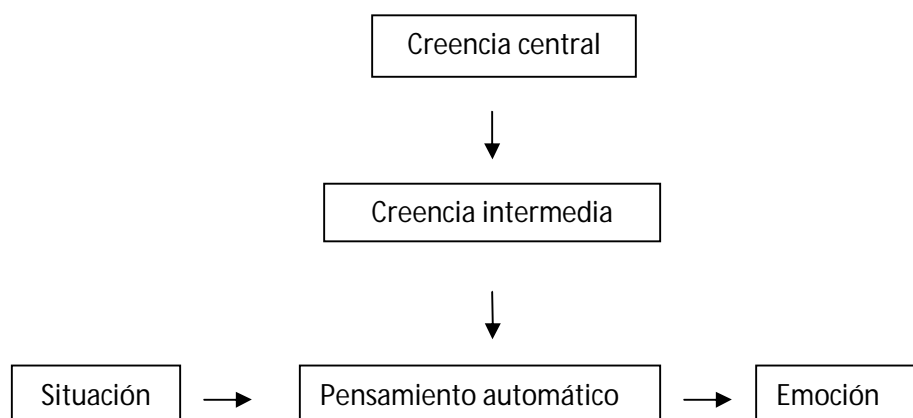 Creencia central
Creencia intermedia
Situación
Pensamiento automático
Emoción